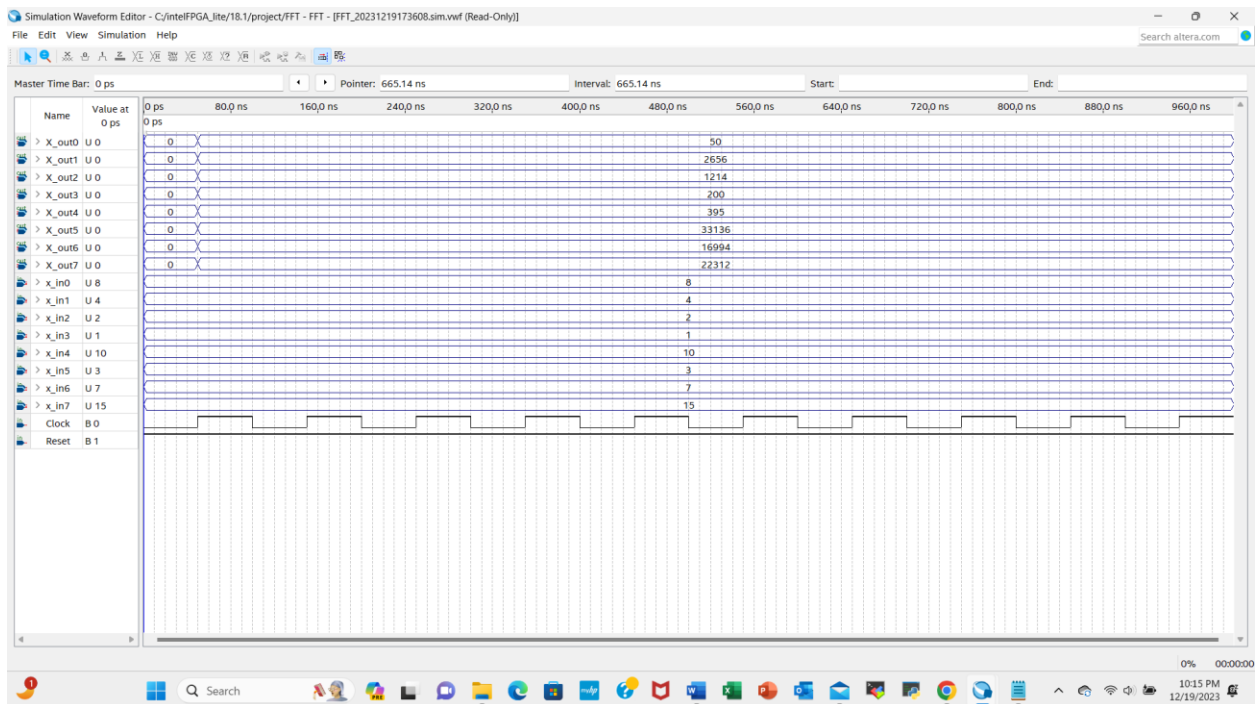 Simulation Waveform Editor - C:/intelFPGA_lite/18.1/project/FFT - FFT - [FFT_20231219173608.sim.vwf (Read-Only)]
File Edit View Simulation Help
Search altera.com
Master Time Bar: 0 ps Pointer: 665.14 ns Interval: 665.14 ns Start: End:
Name Value at 0 ps
0 ps 80.0 ns 160.0 ns 240.0 ns 320.0 ns 400.0 ns 480.0 ns 560.0 ns 640.0 ns 720.0 ns 800.0 ns 880.0 ns 960.0 ns
0 ps
> X_out0 U 0 0 50
> X_out1 U 0 0 2656
> X_out2 U 0 0 1214
> X_out3 U 0 0 200
> X_out4 U 0 0 395
> X_out5 U 0 0 33136
> X_out6 U 0 0 16994
> X_out7 U 0 0 22312
> x_in0 U 8 8
> x_in1 U 4 4
> x_in2 U 2 2
> x_in3 U 1 1
> x_in4 U 10 10
> x_in5 U 3 3
> x_in6 U 7 7
> x_in7 U 15 15
Clock B 0
Reset B 1
0% 00:00:00
1
Search
PRE
10:15 PM
12/19/2023